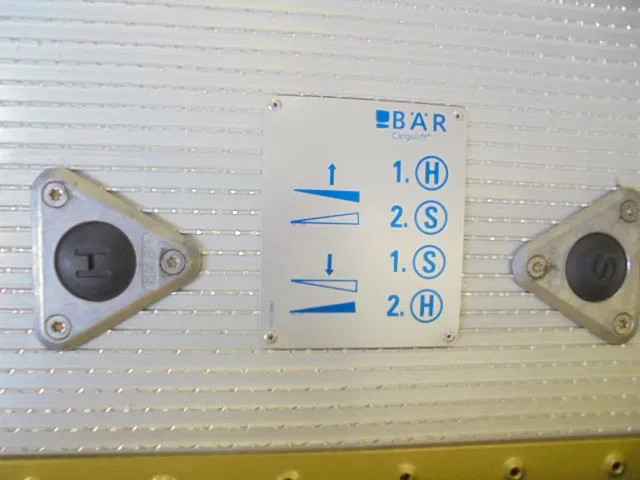 BÄR
Cargolift
1. H
2. S
1. S
2. H
H
S